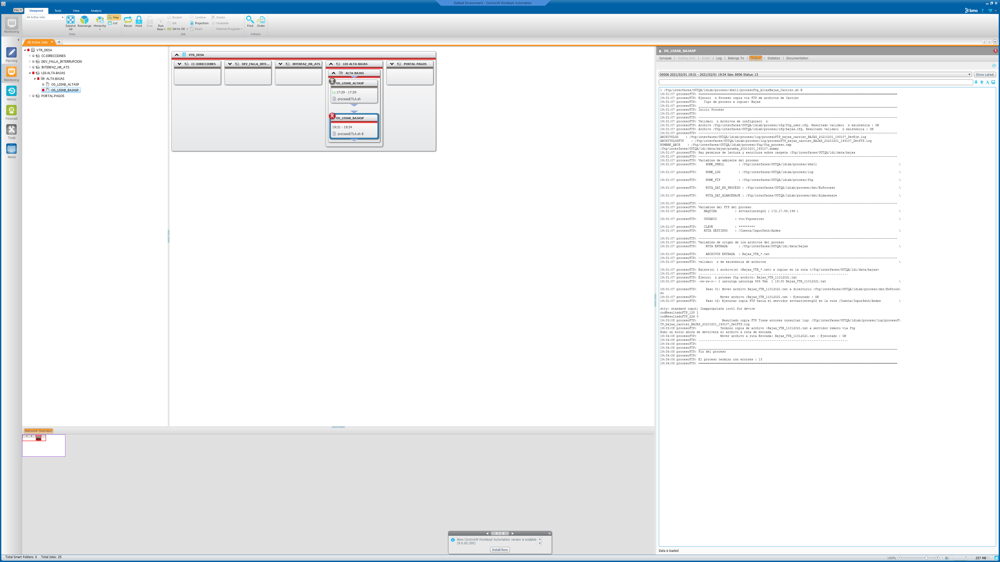 Default Environment - Control-M Workload Automation
File
Viewpoint
Tools
View
Analysis
bmc
?
Monitoring
All Active Jobs
Expand All
Rearrange
Hierarchy
Map
List
View
Rerun
Hold
Free
Run Now
Restart
Kill
Set to OK
Confirm
Projection
React
Delete
Undelete
External Programs
Job
Find
Order
Actions
All Active Jobs
Planning
Monitoring
History
Forecast
Tools
News
VTR_DESA
CC-DIRECCIONES
DEV_FALLA_INTERRUPCION
INTERFAZ_HR_ATS
LDI-ALTA-BAJAS
ALTA-BAJAS
OS_LDIAB_ALTASP
OS_LDIAB_BAJASP
PORTAL-PAGOS
VTR_DESA
CC-DIRECCIONES
DEV_FALLA_INTE...
INTERFAZ_HR_ATS
LDI-ALTA-BAJAS
PORTAL-PAGOS
ALTA-BAJAS
OS_LDIAB_ALTASP
17:29 - 17:29
procesoETLA.sh
OS_LDIAB_BAJASP
19:31 - 19:34
procesoETLA.sh B
OS_LDIAB_BAJASP
Synopsis | Waiting Info | Script | Log | Belongs To | Output | Statistics | Documentation
00006 2021/02/01 19:31 - 2021/02/01 19:34 Size: 6936 Status: 13
Show Latest
+ /ftp/interfaces/OUTQA/ldiab/proceso/shell/procesoFtp_AltasBajas_Carrier.sh B
19:31:07 procesoFTP: =============================================================================================================
19:31:07 procesoFTP: Ejecuci  n Proceso copia via FTP de archivos de Carrier
19:31:07 procesoFTP:    Tipo de proceco a copiar: Bajas
19:31:07 procesoFTP: _____________________________________________________________________________________________________________
19:31:07 procesoFTP: Inicio Proceso
19:31:07 procesoFTP:
19:31:07 procesoFTP: -------------------------------------------------------------------------------------------------------------
19:31:07 procesoFTP: Validaci  n Archivos de configuraci  n
19:31:07 procesoFTP: Archivo /ftp/interfaces/OUTQA/ldiab/proceso/cfg/ftp_user.cfg. Resultado validaci  n existencia : OK
19:31:07 procesoFTP: Archivo /ftp/interfaces/OUTQA/ldiab/proceso/cfg/bajas.cfg. Resultado validaci  n existencia : OK
19:31:07 procesoFTP: -------------------------------------------------------------------------------------------------------------
ARCHIVOLOG    : /ftp/interfaces/OUTQA/ldiab/proceso/log/procesoFTP_bajas_carrier_BAJAS_20210201_193107_DetEje.log
ARCHIVOLOGFTP    : /ftp/interfaces/OUTQA/ldiab/proceso/log/procesoFTP_bajas_carrier_BAJAS_20210201_193107_DetFTP.log
NOMBRE_ARCH    : /ftp/interfaces/OUTQA/ldiab/proceso/ftp/ftp_proceso.tmp
/ftp/interfaces/OUTQA/ldi/data/bajas/prueba_20210201_193107.dummy
19:31:07 procesoFTP: Hay permisos de lectura y escritura sobre carpeta /ftp/interfaces/OUTQA/ldi/data/bajas
19:31:07 procesoFTP: -------------------------------------------------------------------------------------------------------------
19:31:07 procesoFTP: Variables de ambiente del proceso
19:31:07 procesoFTP:     HOME_SHELL        : /ftp/interfaces/OUTQA/ldiab/proceso/shell \
19:31:07 procesoFTP:     HOME_LOG          : /ftp/interfaces/OUTQA/ldiab/proceso/log \
19:31:07 procesoFTP:     HOME_FTP          : /ftp/interfaces/OUTQA/ldiab/proceso/ftp \
19:31:07 procesoFTP:     RUTA_DAT_EN_PROCESO : /ftp/interfaces/OUTQA/ldiab/proceso/dat/EnProceso \
19:31:07 procesoFTP:     RUTA_DAT_ALMACENAJE : /ftp/interfaces/OUTQA/ldiab/proceso/dat/Almacenaje \
19:31:07 procesoFTP: -------------------------------------------------------------------------------------------------------------
19:31:07 procesoFTP: Variables del FTP del proceso
19:31:07 procesoFTP:    MAQUINA          : srvcarrierstg02 ( 172.17.58.199 ) \
19:31:07 procesoFTP:    USUARIO          : vtr/ftpcarrier \
19:31:07 procesoFTP:    CLAVE            : *********
19:31:07 procesoFTP:    RUTA DESTINOO    : /Cuenta/InputPath/Andes \
19:31:07 procesoFTP: -------------------------------------------------------------------------------------------------------------
19:31:07 procesoFTP: Variables de origen de los archivos del proceso
19:31:07 procesoFTP:     RUTA ENTRADA      : /ftp/interfaces/OUTQA/ldi/data/bajas \
19:31:07 procesoFTP:     ARCHIVOS ENTRADA  : Bajas_VTR_*.txt
19:31:07 procesoFTP: -------------------------------------------------------------------------------------------------------------
19:31:07 procesoFTP: validaci  n de existencia de archivos \
19:31:07 procesoFTP: Existe(n) 1 archivo(s) <Bajas_VTR_*.txt> a copiar en la ruta </ftp/interfaces/OUTQA/ldi/data/bajas>
19:31:07 procesoFTP: ..................................................................................
19:31:07 procesoFTP: Ejecuci  n proceso ftp archivo: Bajas_VTR_11012021.txt
19:31:07 procesoFTP: -rw-rw-r-- 1 usroutqa usroutqa 559 Feb  1 19:30 Bajas_VTR_11012021.txt \
19:31:07 procesoFTP:     Paso 01: Mover archivo Bajas_VTR_11012021.txt a directorio /ftp/interfaces/OUTQA/ldiab/proceso/dat/EnProce\
so
19:31:07 procesoFTP:             Mover archivo :Bajas_VTR_11012021.txt - Ejecutado : OK
19:31:07 procesoFTP:     Paso 02: Ejecutar copia FTP hacia el servidor srvcarrierstg02 en la ruta /Cuenta/InputPath/Andes \
stty: standard input: Inappropriate ioctl for device
codResultadoFTP_125 1
codResultadoFTP_226 0
19:33:08 procesoFTP:              Resultado copia FTP Tiene errores consultar log: /ftp/interfaces/OUTQA/ldiab/proceso/log/procesoF\
TP_bajas_carrier_BAJAS_20210201_193107_DetFTP.log
19:33:08 procesoFTP:             Termino copia de archivo :Bajas_VTR_11012021.txt a servidor remoto via ftp
Hubo un error ahora se devolvera el archivo a ruta de entrada
19:34:08 procesoFTP:             Mover archivo a ruta Entrada: Bajas_VTR_11012021.txt - Ejecutado : OK
19:34:08 procesoFTP: ..................................................................................
19:34:08 procesoFTP:
19:34:08 procesoFTP: _____________________________________________________________________________________________________________
19:34:08 procesoFTP: Fin del proceso
19:34:08 procesoFTP:
19:34:08 procesoFTP: El proceso termino con errores : 13
19:34:08 procesoFTP: =============================================================================================================
Data is loaded
Network Overview
4 / 4
New Control-M Workload Automation version is available
(9.0.00.300)
Install Now
Total Smart Folders: 0   Total Jobs: 25
100%
257 MB